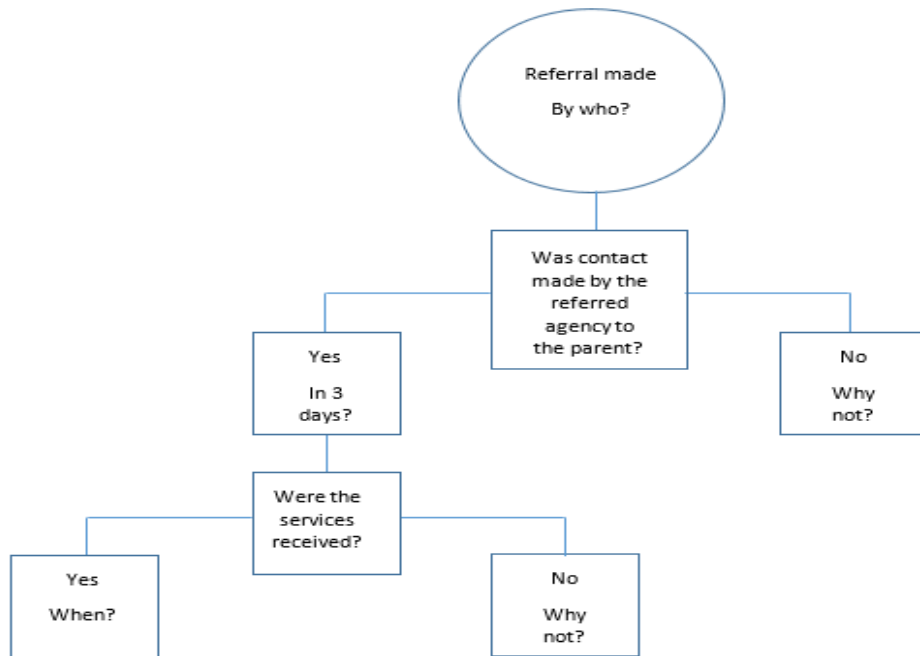 Referral made
By who?
Was contact
made by the
referred
agency to
the parent?
Yes
In 3
days?
No
Why
not?
Were the
services
received?
Yes
When?
No
Why
not?